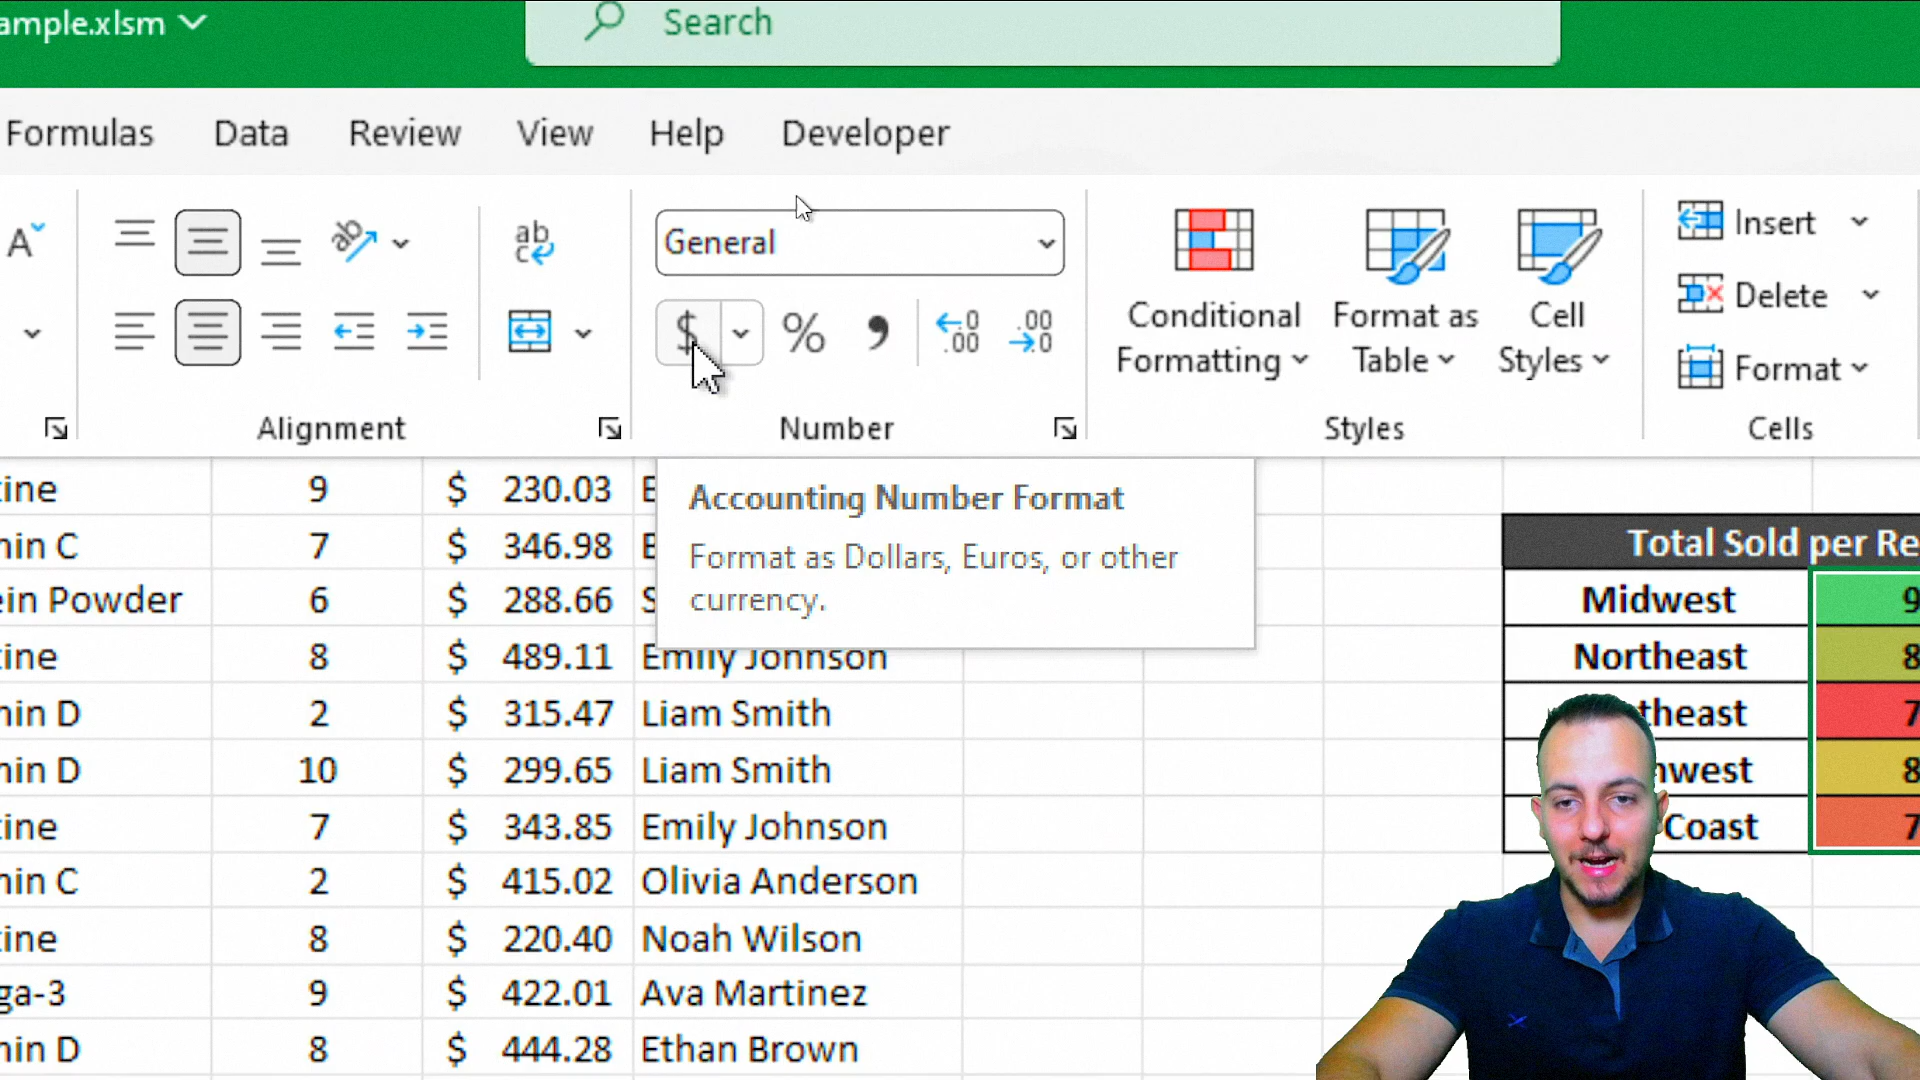 ample.xlsm
Search
Formulas Data Review View Help Developer
General
Insert
Delete
Format
Conditional
Formatting
Format as
Table
Cell
Styles
Alignment
Number
Styles
Cells
Accounting Number Format
Format as Dollars, Euros, or other
currency.
ine 9 $ 230.03 E
nin C 7 $ 346.98 E
ein Powder 6 $ 288.66 S
ine 8 $ 489.11 Emily Johnson
nin D 2 $ 315.47 Liam Smith
nin D 10 $ 299.65 Liam Smith
ine 7 $ 343.85 Emily Johnson
nin C 2 $ 415.02 Olivia Anderson
ine 8 $ 220.40 Noah Wilson
ga-3 9 $ 422.01 Ava Martinez
nin D 8 $ 444.28 Ethan Brown
Total Sold per Re
Midwest 9
Northeast 8
theast 7
west 8
Coast 7